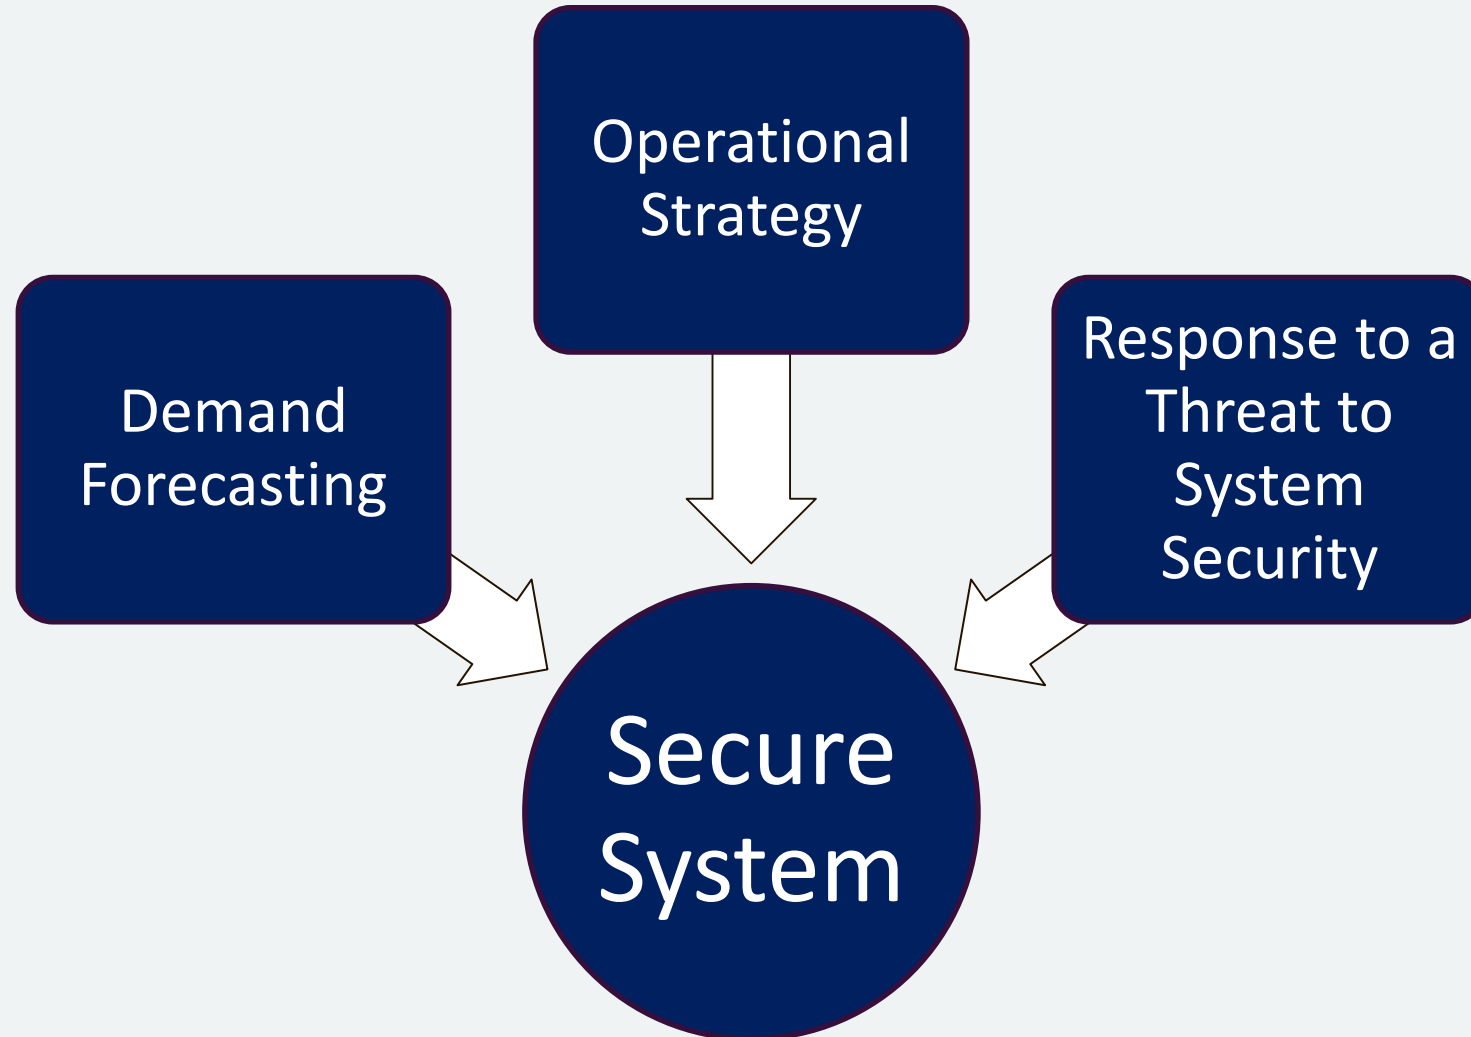 Operational
Strategy
Demand
Forecasting
Response to a
Threat to
System
Security
Secure
System